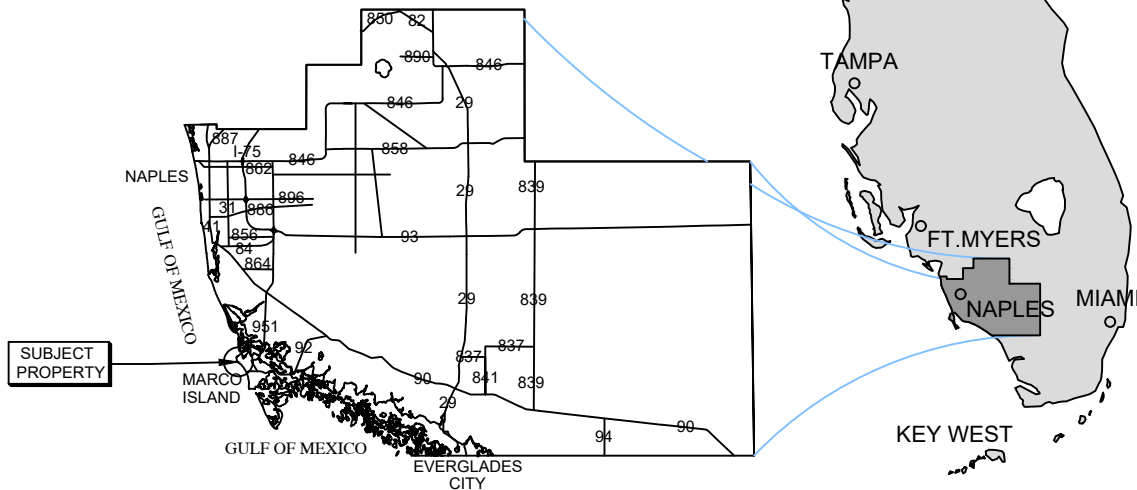 850
82
TAMPA
890
846
846
29
887
I-75
846
858
862
NAPLES
29
839
896
31
886
GULF OF MEXICO
41
856
93
84
864
FT.MYERS
NAPLES
MIAMI
29
839
951
SUBJECT
PROPERTY
92
837
837
MARCO
ISLAND
90
841
839
29
94
90
GULF OF MEXICO
EVERGLADES
CITY
KEY WEST